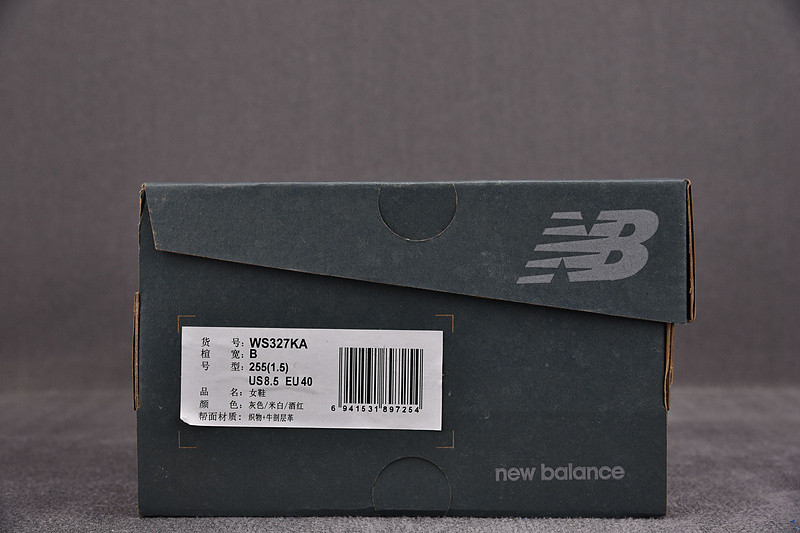 NB
货 号: WS327KA
楦 宽: B
号 型: 255(1.5)
US8.5 EU40
品 名: 女鞋
颜 色: 灰色/米白/酒红
帮面材质: 织物+牛剖层革
6 941531 897254
new balance